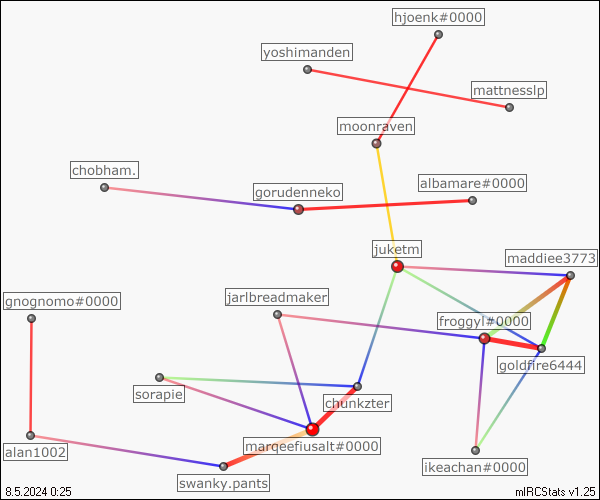 hjoenk#0000
yoshimanden
mattnesslp
moonraven
chobham.
albamare#0000
gorudenneko
juketm
maddiee3773
jarlbreadmaker
gnognomo#0000
froggyl#0000
goldfire6444
sorapie
chunkzter
marqeefiusalt#0000
alan1002
ikeachan#0000
swanky.pants
8.5.2024 0:25
mIRCStats v1.25